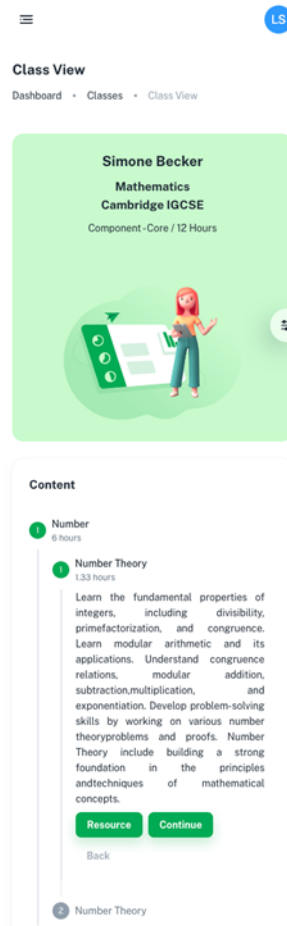 LS
Class View
Dashboard • Classes • Class View
Simone Becker
Mathematics
Cambridge IGCSE
Component - Core / 12 Hours
Content
1 Number
6 hours
1 Number Theory
1.33 hours
Learn the fundamental properties of
integers, including divisibility,
primefactorization, and congruence.
Learn modular arithmetic and its
applications. Understand congruence
relations, modular addition,
subtraction,multiplication, and
exponentiation. Develop problem-solving
skills by working on various number
theoryproblems and proofs. Number
Theory include building a strong
foundation in the principles
andtechniques of mathematical
concepts.
Resource Continue
Back
2 Number Theory